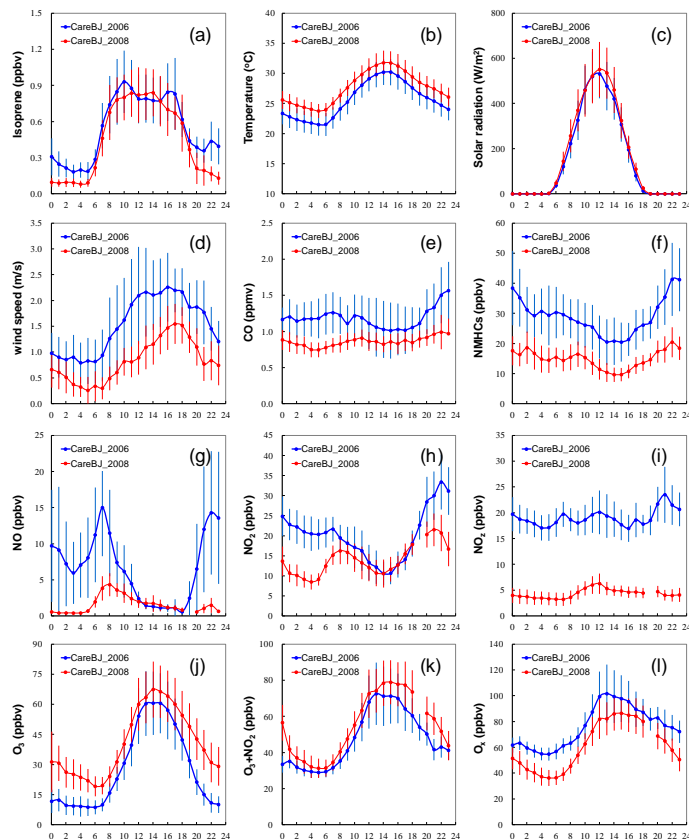 (a)
CareBJ_2006
CareBJ_2008
Isoprene (ppbv)
1.5
1.2
0.9
0.6
0.3
0.0
0 2 4 6 8 10 12 14 16 18 20 22 24
(b)
CareBJ_2006
CareBJ_2008
Temperature (°C)
40
35
30
25
20
15
10
0 2 4 6 8 10 12 14 16 18 20 22 24
(c)
CareBJ_2006
CareBJ_2008
Solar radiation (W/m²)
800
600
400
200
0
0 2 4 6 8 10 12 14 16 18 20 22 24
(d)
CareBJ_2006
CareBJ_2008
wind speed (m/s)
3.5
3.0
2.5
2.0
1.5
1.0
0.5
0.0
0 2 4 6 8 10 12 14 16 18 20 22 24
(e)
CareBJ_2006
CareBJ_2008
CO (ppmv)
2.5
2.0
1.5
1.0
0.5
0.0
0 2 4 6 8 10 12 14 16 18 20 22 24
(f)
CareBJ_2006
CareBJ_2008
NMHCs (ppbv)
60
50
40
30
20
10
0
0 2 4 6 8 10 12 14 16 18 20 22 24
(g)
CareBJ_2006
CareBJ_2008
NO (ppbv)
20
15
10
5
0
0 2 4 6 8 10 12 14 16 18 20 22 24
(h)
CareBJ_2006
CareBJ_2008
NO₂ (ppbv)
45
40
35
30
25
20
15
10
5
0
0 2 4 6 8 10 12 14 16 18 20 22 24
(i)
CareBJ_2006
CareBJ_2008
NO₂ (ppbv)
35
30
25
20
15
10
5
0
0 2 4 6 8 10 12 14 16 18 20 22 24
(j)
CareBJ_2006
CareBJ_2008
O₃ (ppbv)
90
75
60
45
30
15
0
0 2 4 6 8 10 12 14 16 18 20 22 24
(k)
CareBJ_2006
CareBJ_2008
O₃+NO₂ (ppbv)
100
80
60
40
20
0
0 2 4 6 8 10 12 14 16 18 20 22 24
(l)
CareBJ_2006
CareBJ_2008
Oₓ (ppbv)
160
140
120
100
80
60
40
20
0
0 2 4 6 8 10 12 14 16 18 20 22 24